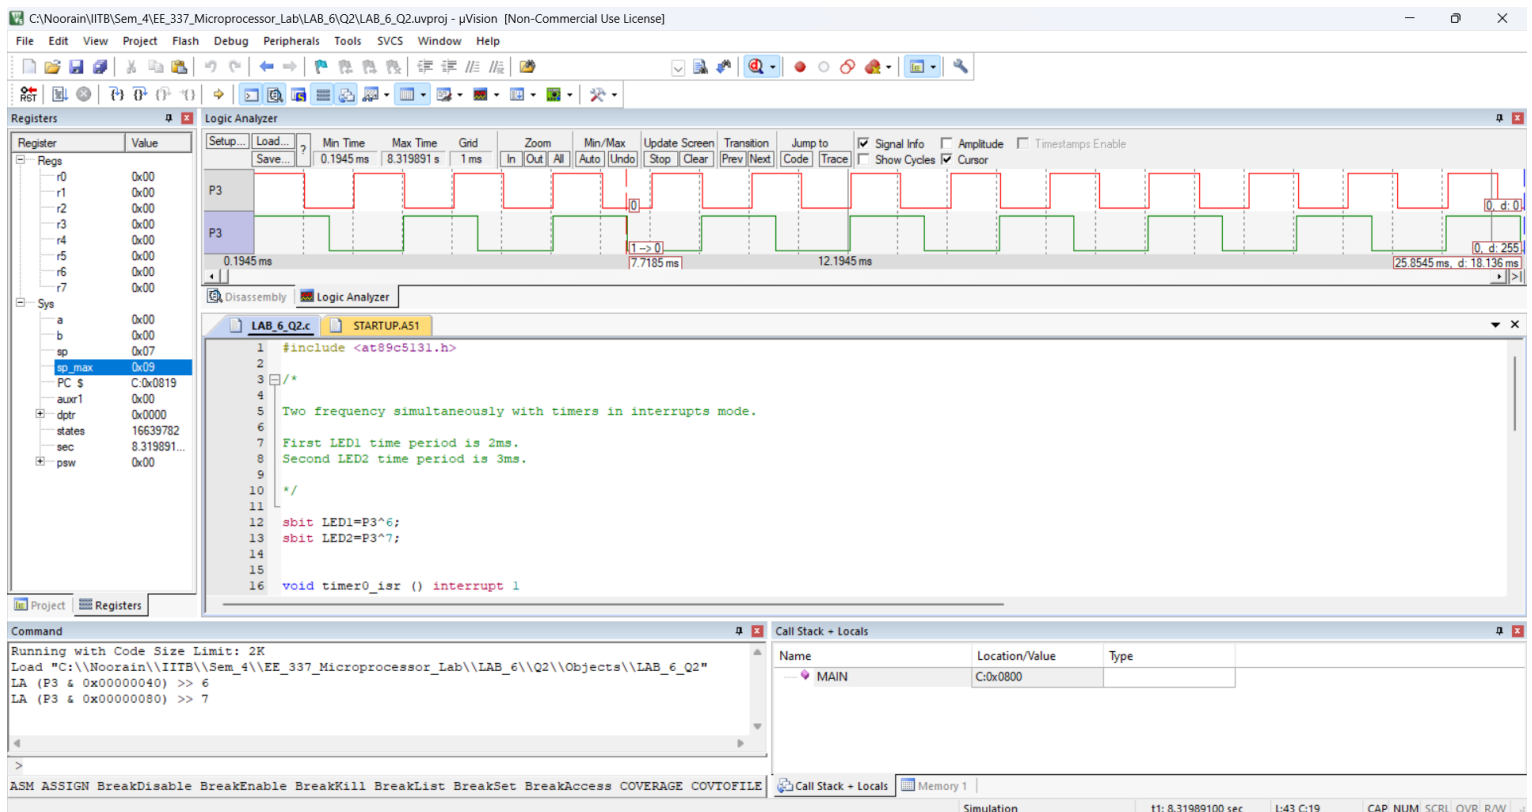 C:\Noorain\IITB\Sem_4\EE_337_Microprocessor_Lab\LAB_6\Q2\LAB_6_Q2.uvproj - µVision [Non-Commercial Use License]
File Edit View Project Flash Debug Peripherals Tools SVCS Window Help
RST
Registers
Register Value
Regs
r0 0x00
r1 0x00
r2 0x00
r3 0x00
r4 0x00
r5 0x00
r6 0x00
r7 0x00
Sys
a 0x00
b 0x00
sp 0x07
sp_max 0x09
PC $ C:0x0819
auxr1 0x00
dptr 0x0000
states 16639782
sec 8.319891...
psw 0x00
Project Registers
Logic Analyzer
Setup... Load... ? Min Time Max Time Grid Zoom Min/Max Update Screen Transition Jump to Signal Info Amplitude Timestamps Enable
Save... 0.1945 ms 8.319891 s 1 ms In Out All Auto Undo Stop Clear Prev Next Code Trace Show Cycles Cursor
P3
0 0, d: 0
P3
1 -> 0 0, d: 255
0.1945 ms 7.7185 ms 12.1945 ms 25.8545 ms, d: 18.136 ms
Disassembly Logic Analyzer
LAB_6_Q2.c STARTUP.A51
1 #include <at89c5131.h>
2
3 /*
4
5 Two frequency simultaneously with timers in interrupts mode.
6
7 First LED1 time period is 2ms.
8 Second LED2 time period is 3ms.
9
10 */
11
12 sbit LED1=P3^6;
13 sbit LED2=P3^7;
14
15
16 void timer0_isr () interrupt 1
Command
Running with Code Size Limit: 2K
Load "C:\\Noorain\\IITB\\Sem_4\\EE_337_Microprocessor_Lab\\LAB_6\\Q2\\Objects\\LAB_6_Q2"
LA (P3 & 0x00000040) >> 6
LA (P3 & 0x00000080) >> 7
>
ASM ASSIGN BreakDisable BreakEnable BreakKill BreakList BreakSet BreakAccess COVERAGE COVTOFILE
Call Stack + Locals
Name Location/Value Type
MAIN C:0x0800
Call Stack + Locals Memory 1
Simulation t1: 8.31989100 sec L:43 C:19 CAP NUM SCRL OVR R/W